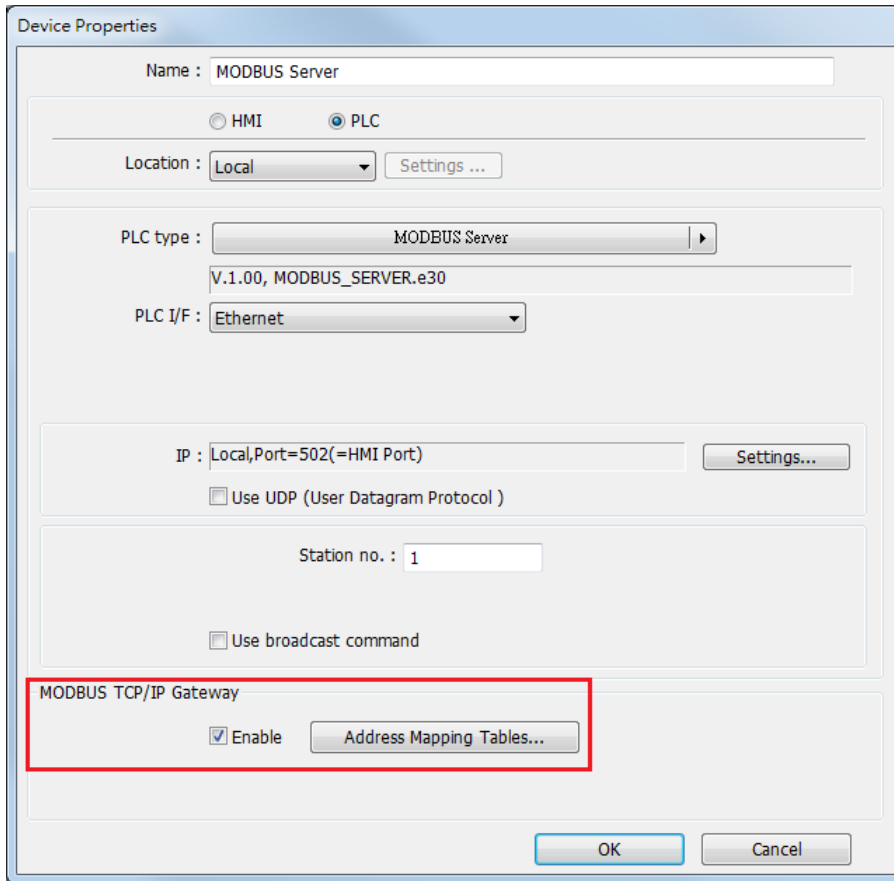 Device Properties
Name : MODBUS Server
HMI PLC
Location : Local Settings ...
PLC type : MODBUS Server
V.1.00, MODBUS_SERVER.e30
PLC I/F : Ethernet
IP : Local,Port=502(=HMI Port) Settings...
Use UDP (User Datagram Protocol )
Station no. : 1
Use broadcast command
MODBUS TCP/IP Gateway
Enable Address Mapping Tables...
OK Cancel